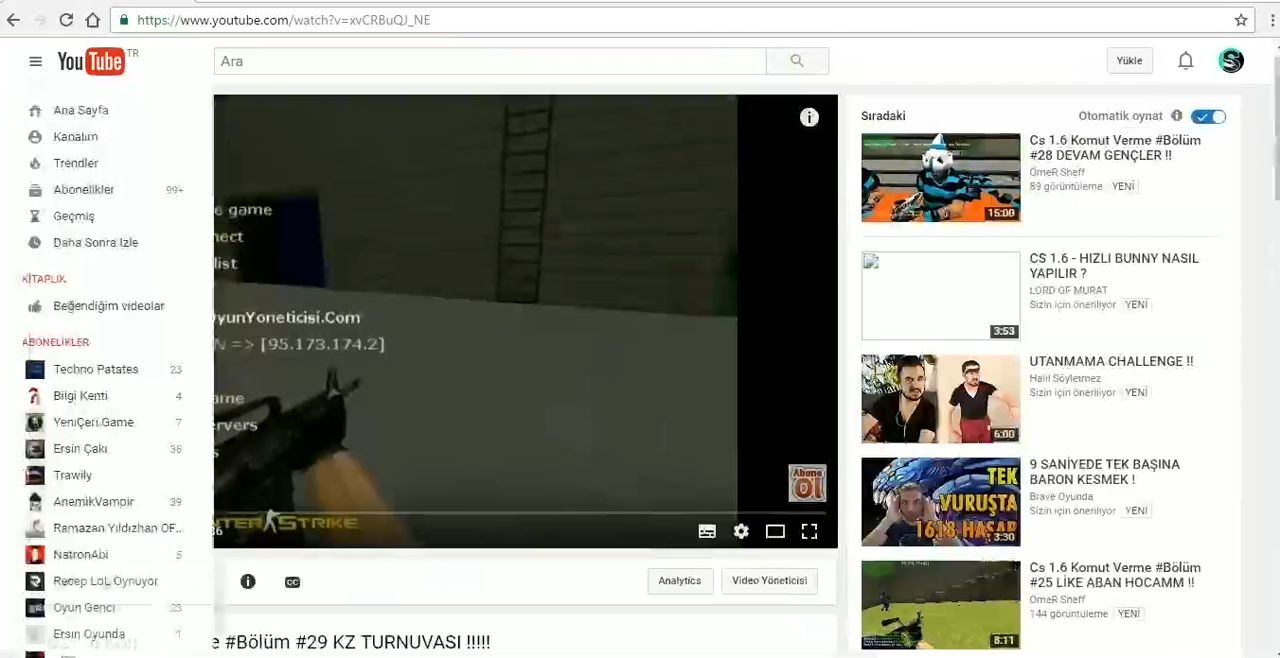 https://www.youtube.com/watch?v=xvCRBuQJ_NE
YouTube TR
Ara
Yükle
Ana Sayfa
Kanalım
Trendler
Abonelikler 99+
Geçmiş
Daha Sonra İzle
KİTAPLIK
Beğendiğim videolar
ABONELİKLER
Techno Patates 23
Bilgi Kenti 4
YeniÇeri Game 7
Ersin Çakı 36
Trawily
AnemikVampir 39
Ramazan Yıldızhan OF...
NatronAbi 5
Redep LoL Oynuyor
Oyun Genci 23
Ersin Oyunda 1
e game
nect
list
OyunYoneticisi.Com
N => [95.173.174.2]
ame
ervers
s
NTER STRIKE
36
Abone
Ol
cc
Analytics
Video Yöneticisi
e #Bölüm #29 KZ TURNUVASI !!!!!
Sıradaki
Otomatik oynat
15:00
Cs 1.6 Komut Verme #Bölüm
#28 DEVAM GENÇLER !!
ÖmeR Sheff
89 görüntüleme YENİ
3:53
CS 1.6 - HIZLI BUNNY NASIL
YAPILIR ?
LORD OF MURAT
Sizin için öneriliyor YENİ
6:00
UTANMAMA CHALLENGE !!
Halil Söyletmez
Sizin için öneriliyor YENİ
TEK
VURUŞTA
1618 HASAR
3:30
9 SANİYEDE TEK BAŞINA
BARON KESMEK !
Brave Oyunda
Sizin için öneriliyor YENİ
8:11
Cs 1.6 Komut Verme #Bölüm
#25 LİKE ABAN HOCAMM !!
ÖmeR Sheff
144 görüntüleme YENİ